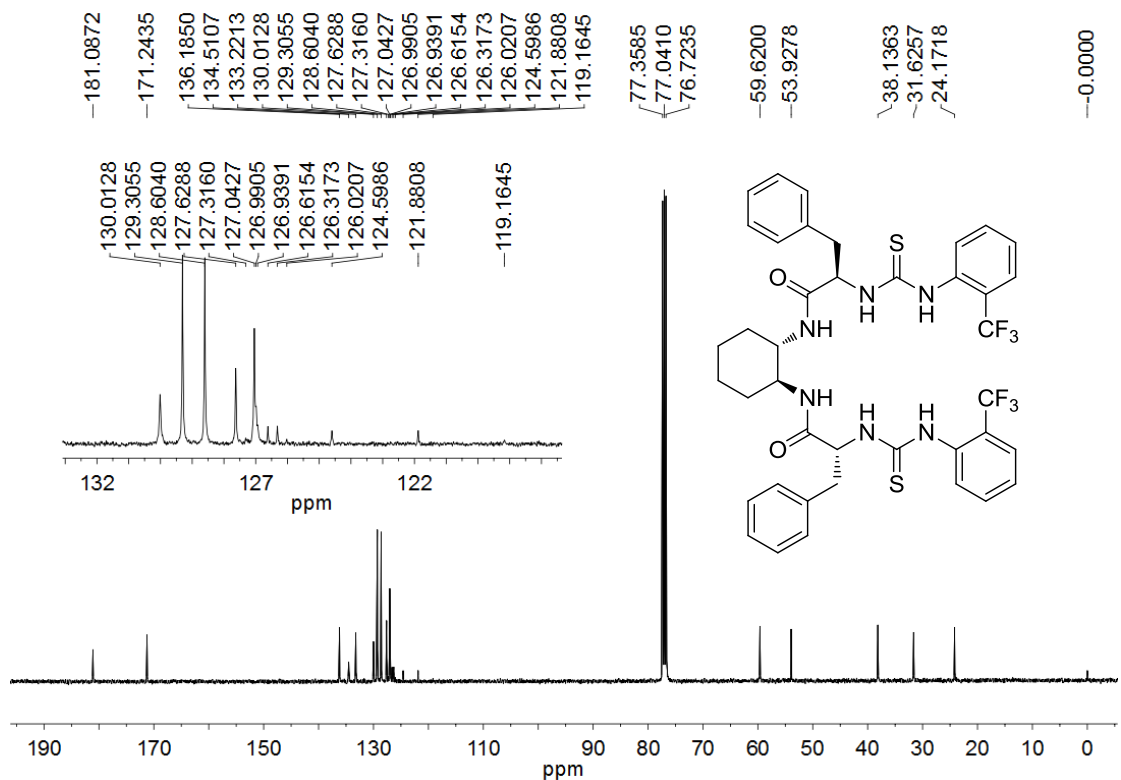 181.0872
171.2435
136.1850
134.5107
133.2213
130.0128
129.3055
128.6040
127.6288
127.3160
127.0427
126.9905
126.9391
126.6154
126.3173
126.0207
124.5986
121.8808
119.1645
77.3585
77.0410
76.7235
59.6200
53.9278
38.1363
31.6257
24.1718
-0.0000
130.0128
129.3055
128.6040
127.6288
127.3160
127.0427
126.9905
126.9391
126.6154
126.3173
126.0207
124.5986
121.8808
119.1645
132 127 122
ppm
S
O
N
H
N
H
CF3
NH
NH
CF3
O
H
N
H
N
S
190 170 150 130 110 90 80 70 60 50 40 30 20 10 0
ppm